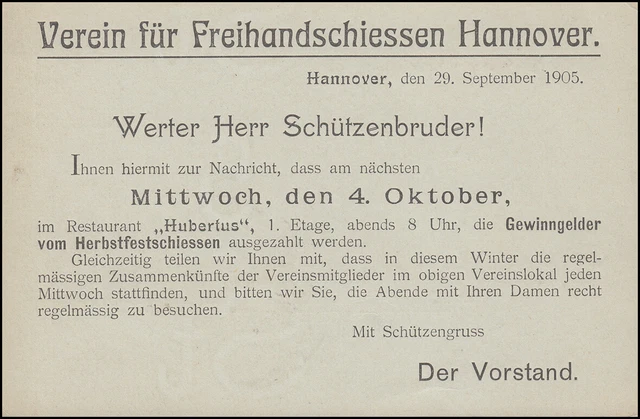 Verein für Freihandschiessen Hannover.
Hannover, den 29. September 1905.
Werter Herr Schützenbruder!
Ihnen hiermit zur Nachricht, dass am nächsten
Mittwoch, den 4. Oktober,
im Restaurant „Hubertus“, 1. Etage, abends 8 Uhr, die Gewinngelder
vom Herbstfestschiessen ausgezahlt werden.
Gleichzeitig teilen wir Ihnen mit, dass in diesem Winter die regel-
mässigen Zusammenkünfte der Vereinsmitglieder im obigen Vereinslokal jeden
Mittwoch stattfinden, und bitten wir Sie, die Abende mit Ihren Damen recht
regelmässig zu besuchen.
Mit Schützengruss
Der Vorstand.